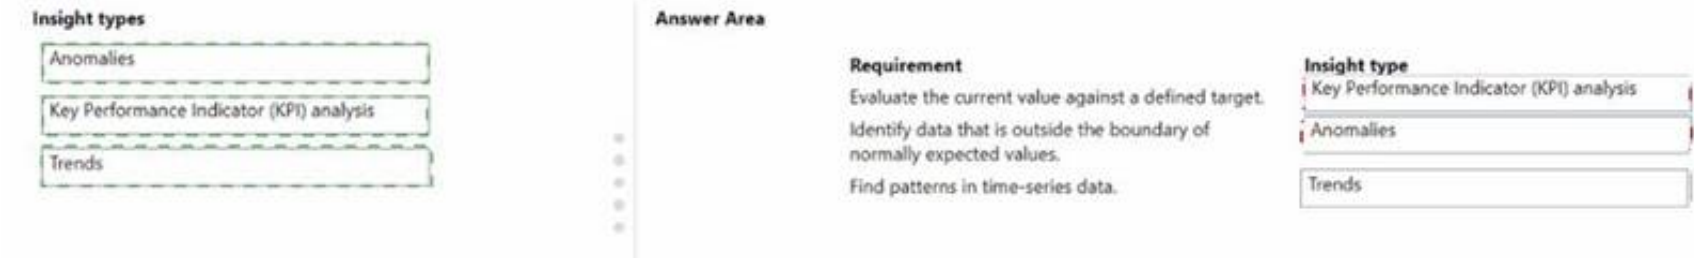 Insight types
Anomalies
Key Performance Indicator (KPI) analysis
Trends
Answer Area
Requirement
Insight type
Evaluate the current value against a defined target.
Key Performance Indicator (KPI) analysis
Identify data that is outside the boundary of
normally expected values.
Anomalies
Find patterns in time-series data.
Trends